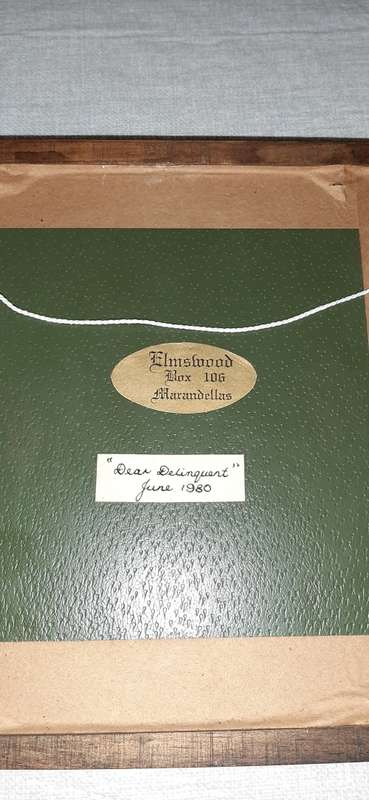 Elmswood
Box 106
Marandellas
"Dear Delinquent"
June 1980